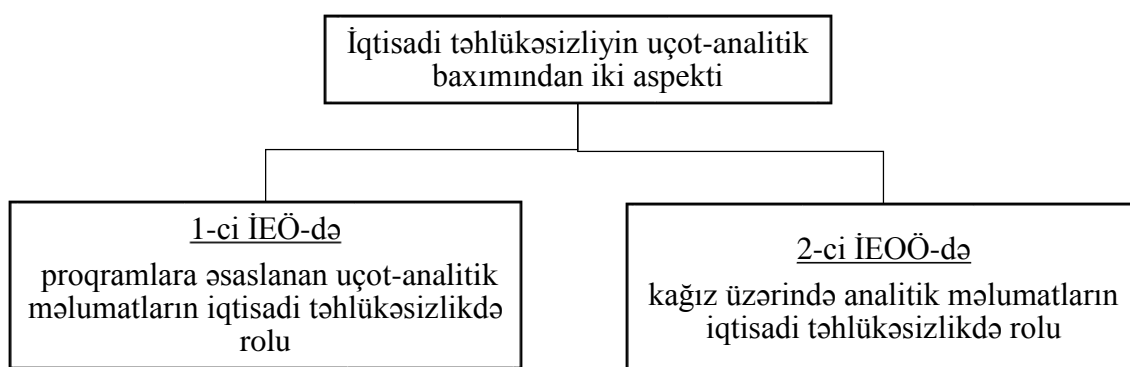 İqtisadi təhlükəsizliyin uçot-analitik
baxımından iki aspekti
1-ci İEÖ-də
proqramlara əsaslanan uçot-analitik
məlumatların iqtisadi təhlükəsizlikdə
rolu
2-ci İEOÖ-də
kağız üzərində analitik məlumatların
iqtisadi təhlükəsizlikdə rolu